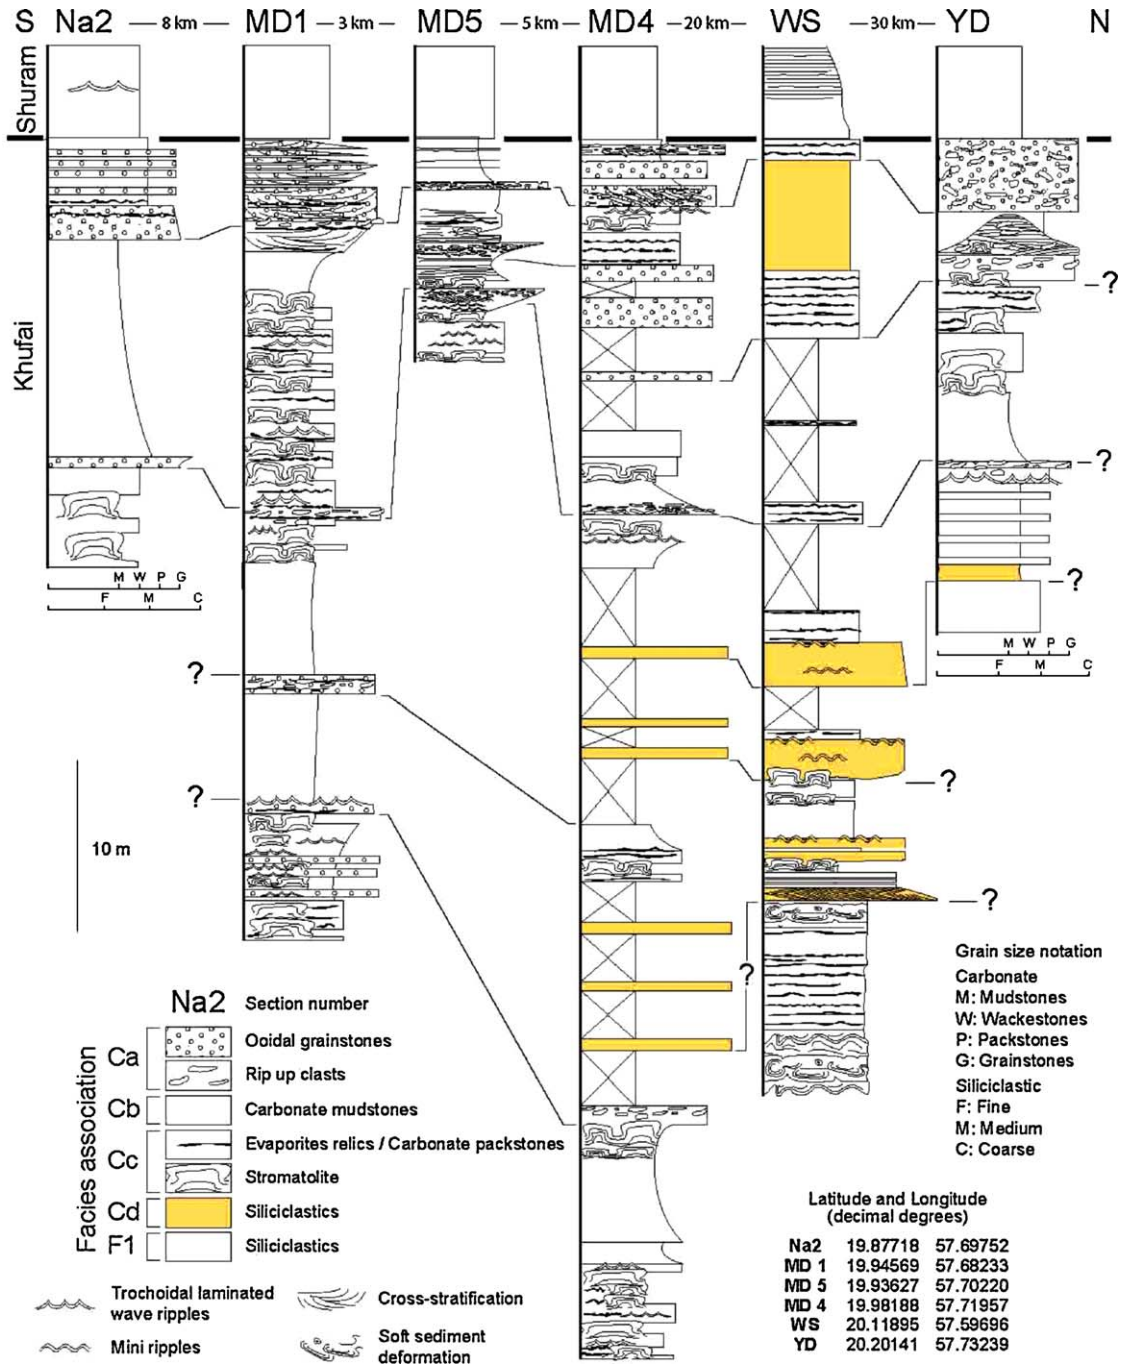 S Na2 — 8 km — MD1 — 3 km — MD5 — 5 km — MD4 — 20 km — WS — 30 km — YD N
Shuram
Khufai
?
?
?
?
?
?
?
?
10 m
M W P G
F M C
M W P G
F M C
Na2 Section number
Facies association
Ca
Ooidal grainstones
Rip up clasts
Cb
Carbonate mudstones
Cc
Evaporites relics / Carbonate packstones
Stromatolite
Cd
Siliciclastics
F1
Siliciclastics
Trochoidal laminated
wave ripples
Mini ripples
Cross-stratification
Soft sediment
deformation
Grain size notation
Carbonate
M: Mudstones
W: Wackestones
P: Packstones
G: Grainstones
Siliciclastic
F: Fine
M: Medium
C: Coarse
Latitude and Longitude
(decimal degrees)
Na2 19.87718 57.69752
MD 1 19.94569 57.68233
MD 5 19.93627 57.70220
MD 4 19.98188 57.71957
WS 20.11895 57.59696
YD 20.20141 57.73239